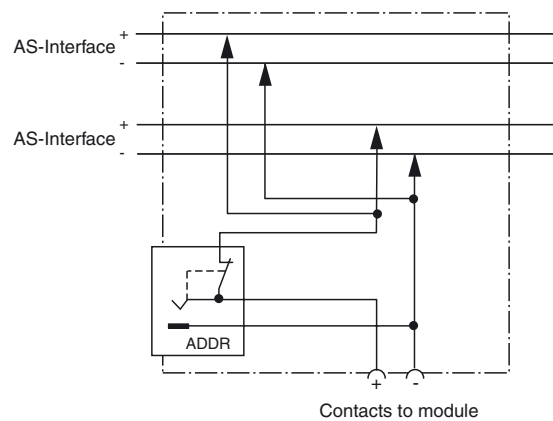 AS-Interface +
-
AS-Interface +
-
ADDR
+ -
Contacts to module